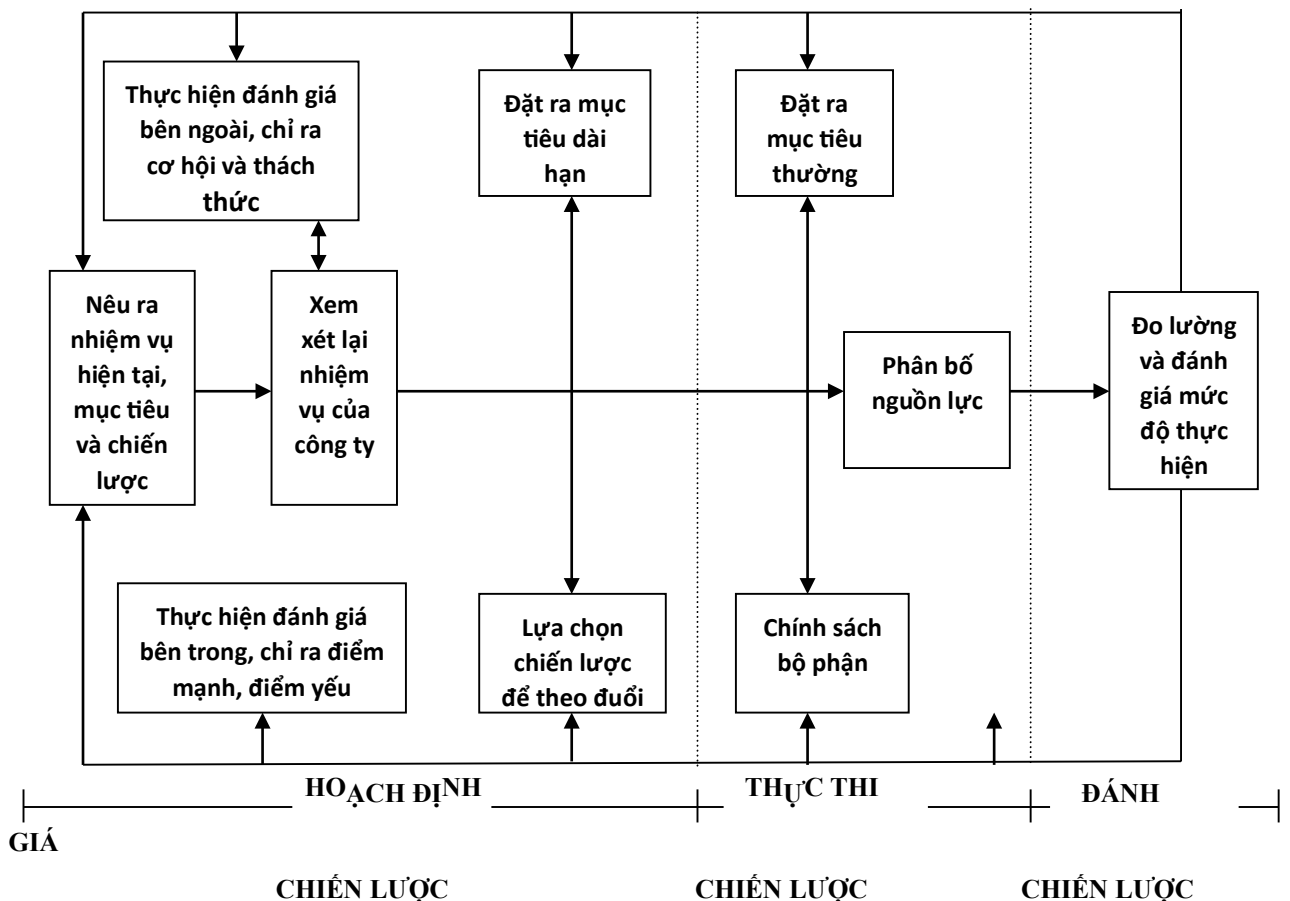 Thực hiện đánh giá
bên ngoài, chỉ ra
cơ hội và thách
thức
Đặt ra mục
tiêu dài
hạn
Đặt ra
mục tiêu
thường
Nêu ra
nhiệm vụ
hiện tại,
mục tiêu
và chiến
lược
Xem
xét lại
nhiệm
vụ của
công ty
Phân bố
nguồn lực
Đo lường
và đánh
giá mức
độ thực
hiện
Thực hiện đánh giá
bên trong, chỉ ra điểm
mạnh, điểm yếu
Lựa chọn
chiến lược
để theo đuổi
Chính sách
bộ phận
HOẠCH ĐỊNH THỰC THI ĐÁNH
GIÁ
CHIẾN LƯỢC CHIẾN LƯỢC CHIẾN LƯỢC